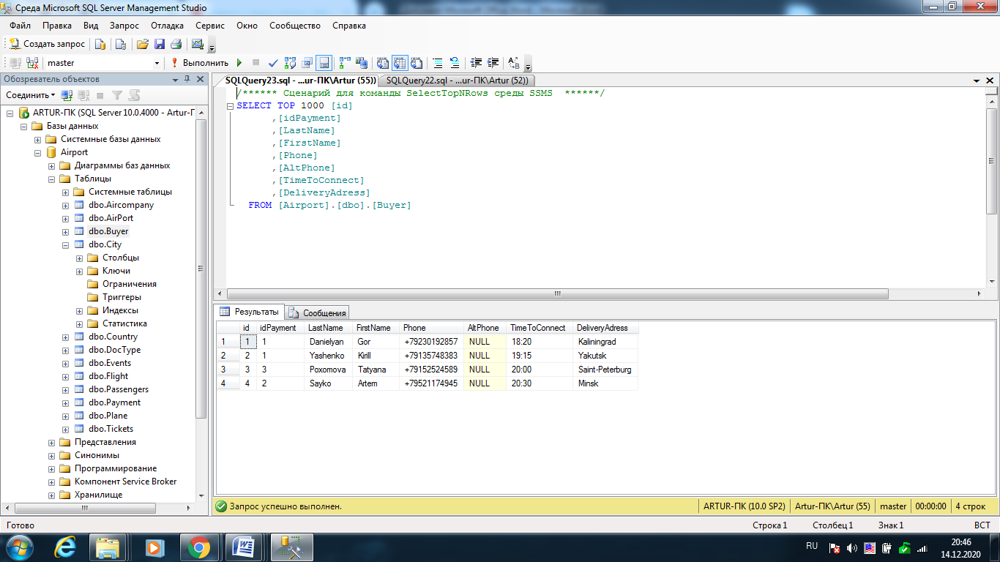 Среда Microsoft SQL Server Management Studio
Файл Правка Вид Запрос Отладка Сервис Окно Сообщество Справка
Создать запрос
master Выполнить
Обозреватель объектов
Соединить
ARTUR-ПК (SQL Server 10.0.4000 - Artur-Г
Базы данных
Системные базы данных
Airport
Диаграммы баз данных
Таблицы
Системные таблицы
dbo.Aircompany
dbo.AirPort
dbo.Buyer
dbo.City
Столбцы
Ключи
Ограничения
Триггеры
Индексы
Статистика
dbo.Country
dbo.DocType
dbo.Events
dbo.Flight
dbo.Passengers
dbo.Payment
dbo.Plane
dbo.Tickets
Представления
Синонимы
Программирование
Компонент Service Broker
Хранилище
SQLQuery23.sql - ...ur-ПК\Artur (55)) SQLQuery22.sql - ...ur-ПК\Artur (52))
/****** Сценарий для команды SelectTopNRows среды SSMS ******/
SELECT TOP 1000 [id]
,[idPayment]
,[LastName]
,[FirstName]
,[Phone]
,[AltPhone]
,[TimeToConnect]
,[DeliveryAdress]
FROM [Airport].[dbo].[Buyer]
Результаты Сообщения
id idPayment LastName FirstName Phone AltPhone TimeToConnect DeliveryAdress
1 1 1 Danielyan Gor +79230192857 NULL 18:20 Kaliningrad
2 2 1 Yashenko Kirill +79135748383 NULL 19:15 Yakutsk
3 3 3 Poxomova Tatyana +79152524589 NULL 20:00 Saint-Peterburg
4 4 2 Sayko Artem +79521174945 NULL 20:30 Minsk
Запрос успешно выполнен. ARTUR-ПК (10.0 SP2) Artur-ПК\Artur (55) master 00:00:00 4 строк
Готово Строка 1 Столбец 1 Знак 1 ВСТ
RU 20:46
14.12.2020